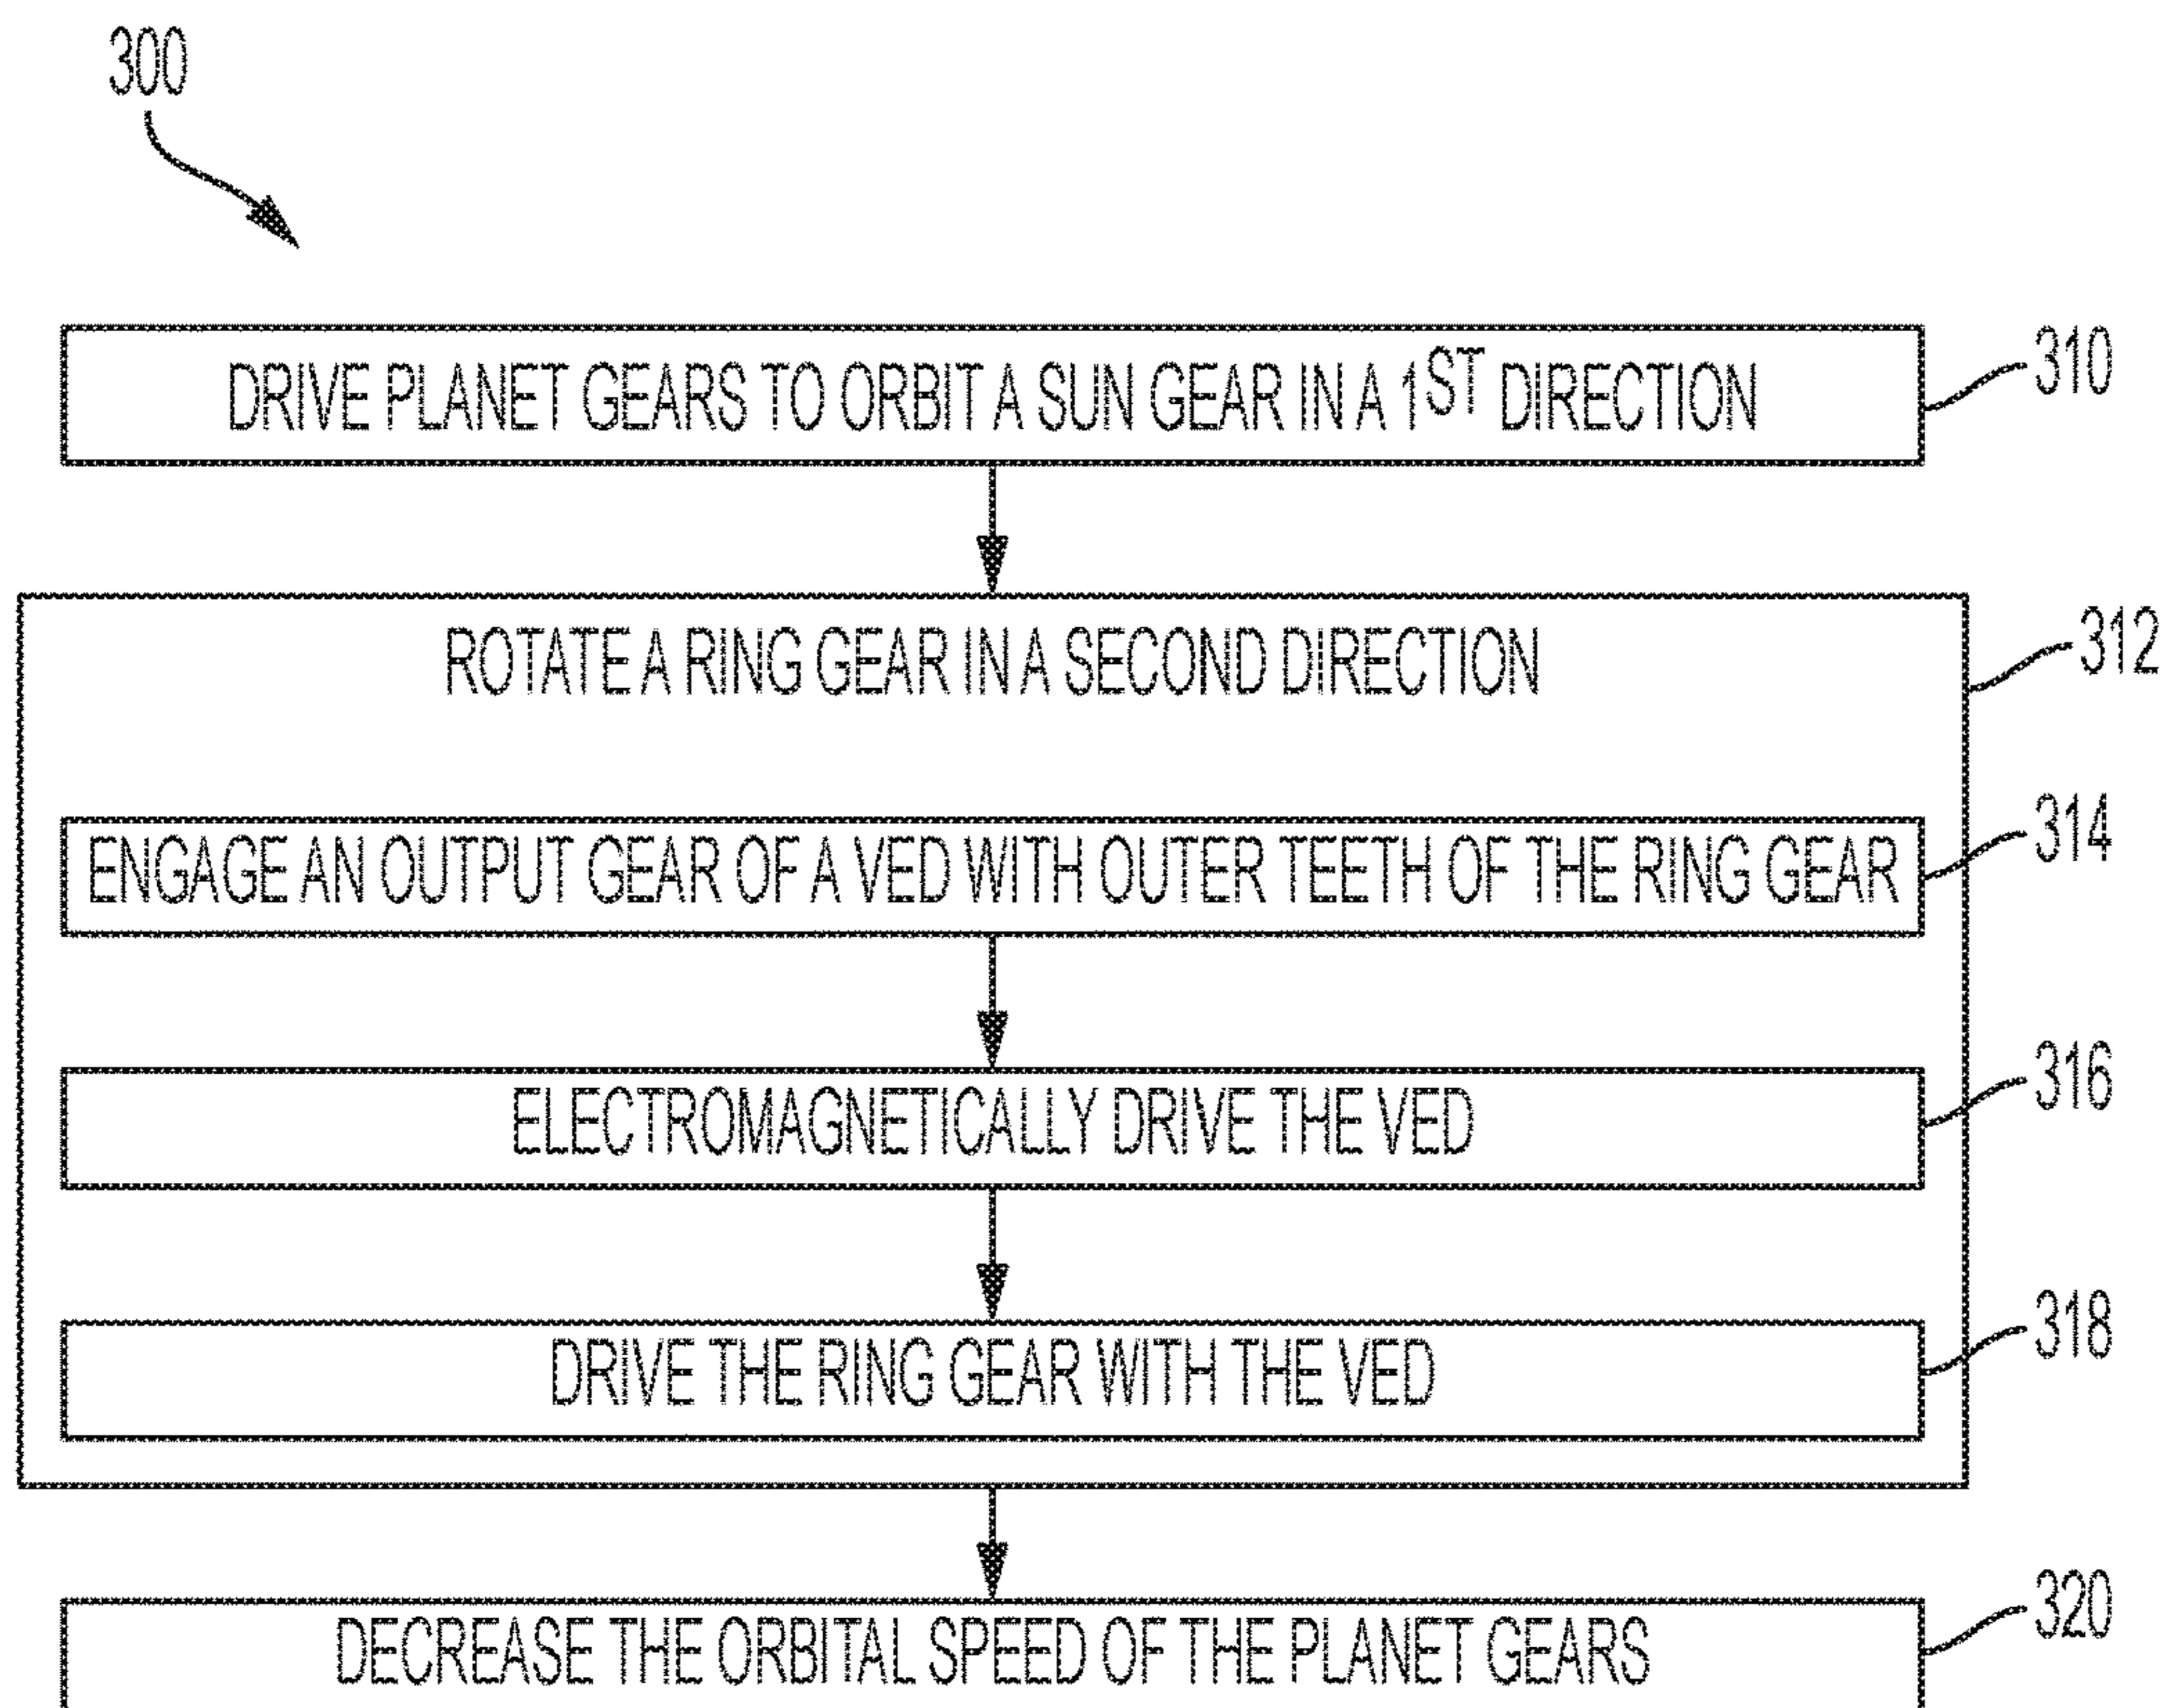 300
DRIVE PLANET GEARS TO ORBIT A SUN GEAR IN A 1ST DIRECTION
310
ROTATE A RING GEAR IN A SECOND DIRECTION
312
ENGAGE AN OUTPUT GEAR OF A VED WITH OUTER TEETH OF THE RING GEAR
314
ELECTROMAGNETICALLY DRIVE THE VED
316
DRIVE THE RING GEAR WITH THE VED
318
DECREASE THE ORBITAL SPEED OF THE PLANET GEARS
320